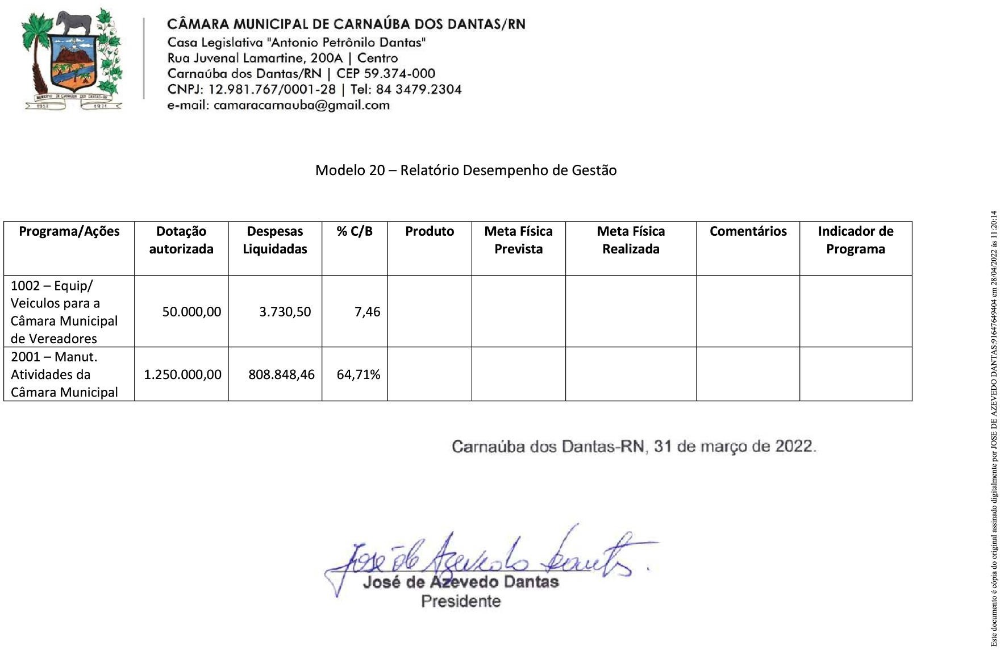 CÂMARA MUNICIPAL DE CARNAÚBA DOS DANTAS/RN
Casa Legislativa "Antonio Petrônilo Dantas"
Rua Juvenal Lamartine, 200A | Centro
Carnaúba dos Dantas/RN | CEP 59.374-000
CNPJ: 12.981.767/0001-28 | Tel: 84 3479.2304
e-mail: camaracarnauba@gmail.com
1953 1971
Modelo 20 – Relatório Desempenho de Gestão
Programa/Ações Dotação autorizada Despesas Liquidadas % C/B Produto Meta Física Prevista Meta Física Realizada Comentários Indicador de Programa
1002 – Equip/
Veiculos para a
Câmara Municipal
de Vereadores
50.000,00 3.730,50 7,46
2001 – Manut.
Atividades da
Câmara Municipal
1.250.000,00 808.848,46 64,71%
Carnaúba dos Dantas-RN, 31 de março de 2022.
José de Azevedo Dantas.
José de Azevedo Dantas
Presidente
Este documento é cópia do original assinado digitalmente por JOSE DE AZEVEDO DANTAS:91647649404 em 28/04/2022 às 11:20:14